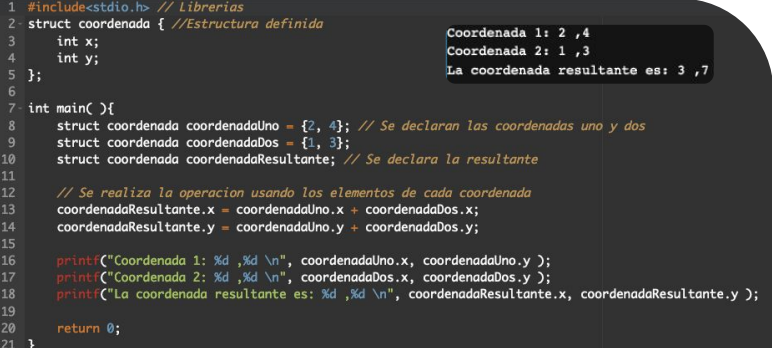 1 #include<stdio.h> // Librerias
2 struct coordenada { //Estructura definida
3 int x;
4 int y;
5 };
6
7 int main( ){
8 struct coordenada coordenadaUno = {2, 4}; // Se declaran las coordenadas uno y dos
9 struct coordenada coordenadaDos = {1, 3};
10 struct coordenada coordenadaResultante; // Se declara la resultante
11
12 // Se realiza la operacion usando los elementos de cada coordenada
13 coordenadaResultante.x = coordenadaUno.x + coordenadaDos.x;
14 coordenadaResultante.y = coordenadaUno.y + coordenadaDos.y;
15
16 printf("Coordenada 1: %d ,%d \n", coordenadaUno.x, coordenadaUno.y );
17 printf("Coordenada 2: %d ,%d \n", coordenadaDos.x, coordenadaDos.y );
18 printf("La coordenada resultante es: %d ,%d \n", coordenadaResultante.x, coordenadaResultante.y );
19
20 return 0;
21 }
Coordenada 1: 2 ,4
Coordenada 2: 1 ,3
La coordenada resultante es: 3 ,7